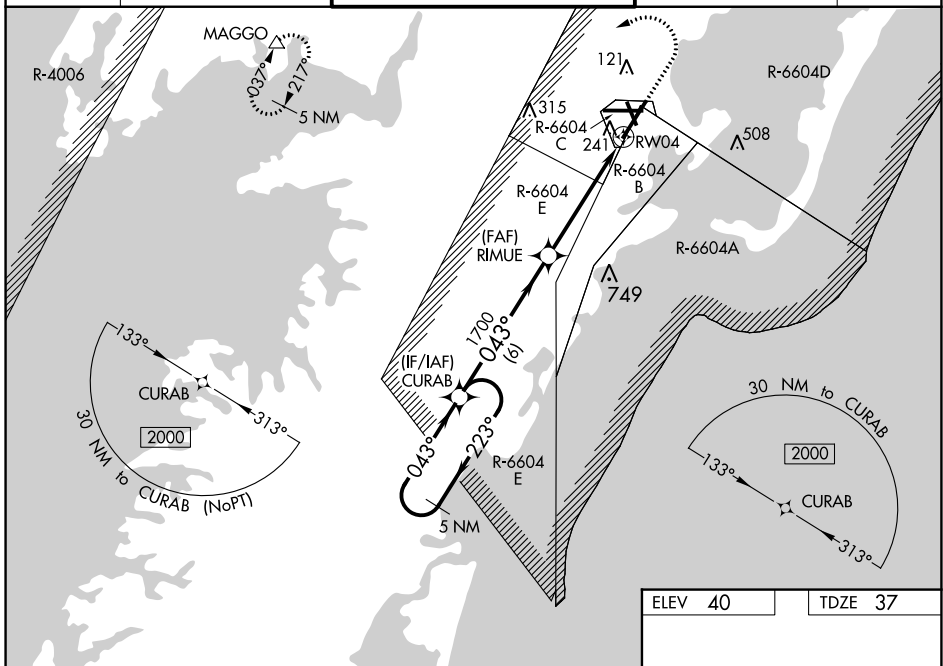 MAGGO
R-4006
037°
217°
5 NM
121
R-6604D
315
R-6604
C
241
RW04
508
R-6604
B
R-6604
E
(FAF)
RIMUE
R-6604A
749
1700
043°
(6)
(IF/IAF)
CURAB
043°
223°
R-6604
E
5 NM
133°
CURAB
313°
2000
30 NM to CURAB (NoPT)
30 NM to CURAB
2000
133°
CURAB
313°
ELEV 40
TDZE 37